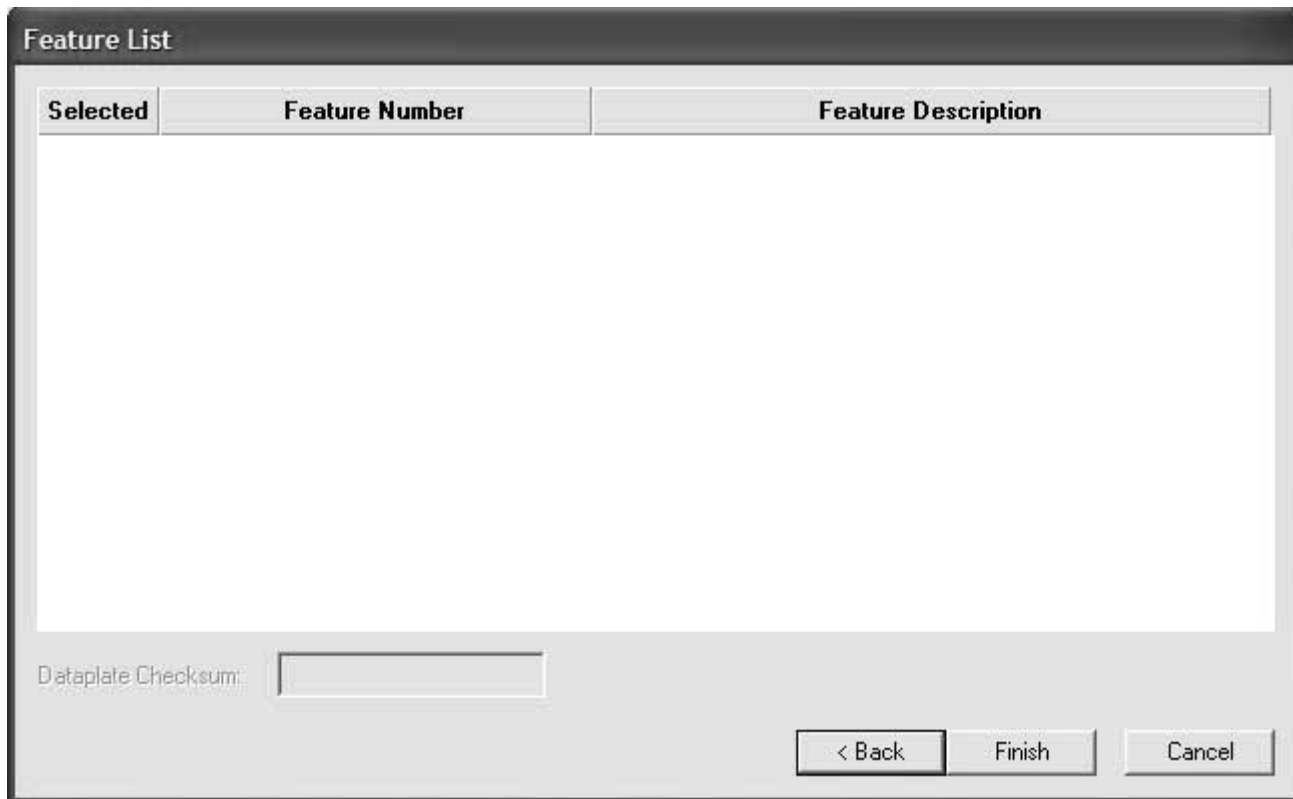 Feature List
Selected Feature Number Feature Description
Dataplate Checksum:
< Back Finish Cancel